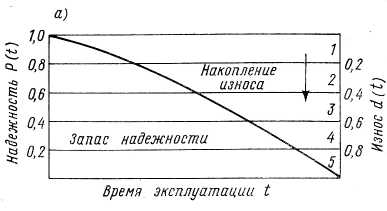 а)
Надежность P(t)
1,0
0,8
0,6
0,4
0,2
Накопление
износа
Запас надежности
1
2
3
4
5
0,2
0,4
0,6
0,8
Износ d(t)
Время эксплуатации t